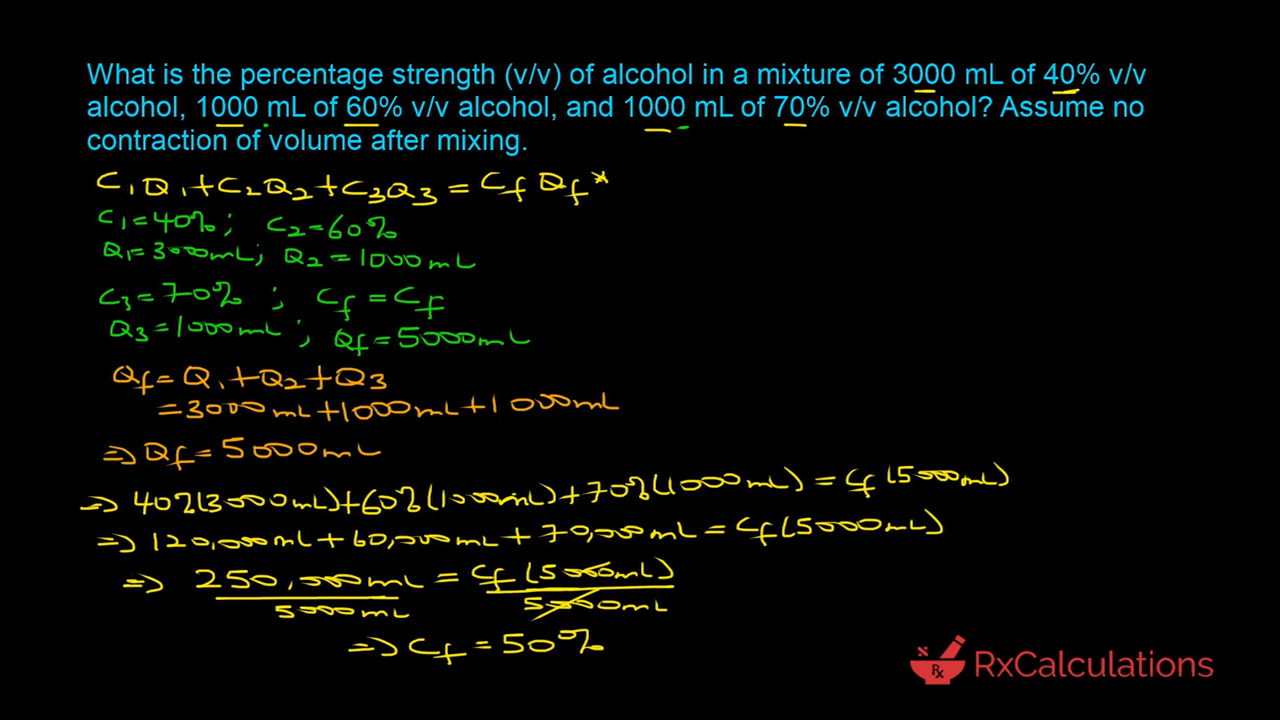 What is the percentage strength (v/v) of alcohol in a mixture of 3000 mL of 40% v/v
alcohol, 1000 mL of 60% v/v alcohol, and 1000 mL of 70% v/v alcohol? Assume no
contraction of volume after mixing.
C₁Q₁+C₂Q₂+C₃Q₃=CfQf*
C₁=40%; C₂=60%
Q₁=3000mL; Q₂=1000mL
C₃=70%; Cf=Cf
Q₃=1000mL; Qf=5000mL
Qf=Q₁+Q₂+Q₃
=3000mL+1000mL+1000mL
⇒Qf=5000mL
⇒ 40%(3000mL)+60%(1000mL)+70%(1000mL)=Cf(5000mL)
⇒ 120,000mL+60,000mL+70,000mL=Cf(5000mL)
⇒ 250,000mL = Cf(5000mL)
5000mL 5000mL
⇒ Cf=50%
Rx
RxCalculations